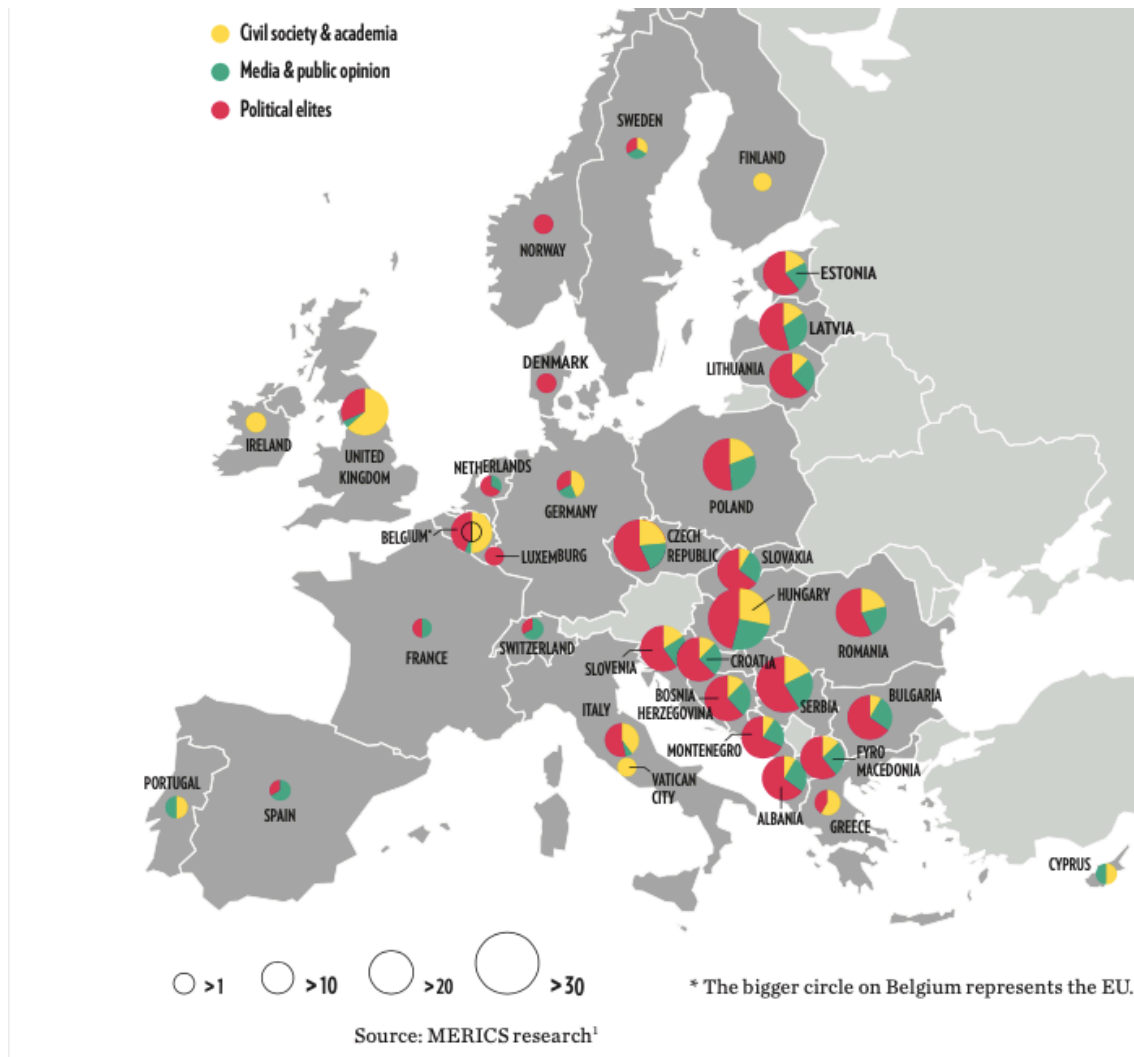 Civil society & academia
Media & public opinion
Political elites
SWEDEN
FINLAND
NORWAY
ESTONIA
LATVIA
DENMARK
LITHUANIA
IRELAND
UNITED
KINGDOM
NETHERLANDS
GERMANY
POLAND
BELGIUM*
LUXEMBURG
CZECH
REPUBLIC
SLOVAKIA
HUNGARY
FRANCE
SWITZERLAND
SLOVENIA
CROATIA
ROMANIA
BOSNIA
HERZEGOVINA
SERBIA
BULGARIA
ITALY
MONTENEGRO
FYRO
MACEDONIA
VATICAN
CITY
PORTUGAL
SPAIN
ALBANIA
GREECE
CYPRUS
>1
>10
>20
>30
* The bigger circle on Belgium represents the EU.
Source: MERICS research¹